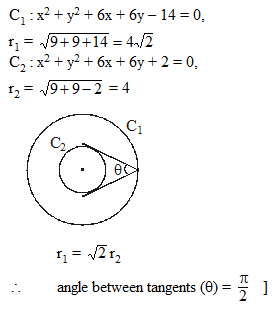 C₁ : x² + y² + 6x + 6y – 14 = 0,
r₁ = √(9+9+14) = 4√2
C₂ : x² + y² + 6x + 6y + 2 = 0,
r₂ = √(9+9–2) = 4
C₁
C₂
θ
r₁ = √2 r₂
∴ angle between tangents (θ) = π/2 ]